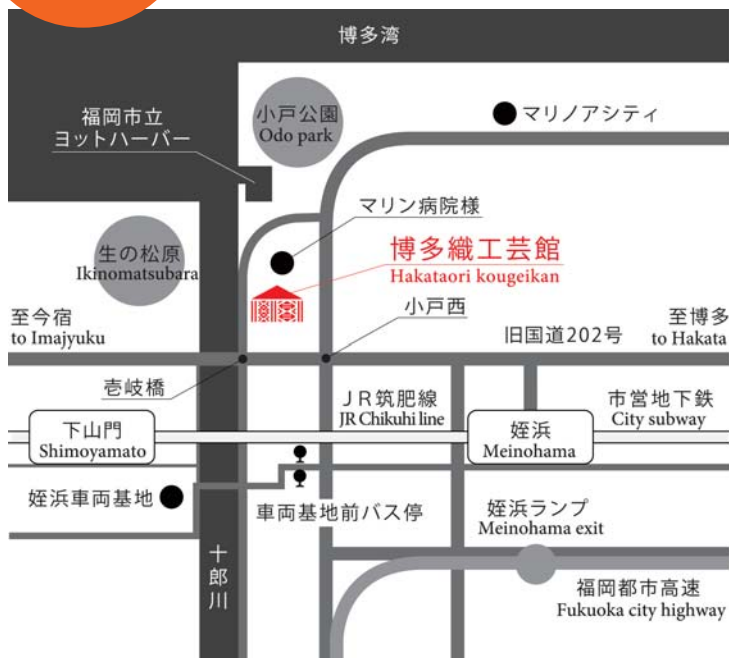 博多湾
福岡市立
ヨットハーバー
小戸公園
Odo park
マリノアシティ
マリン病院様
生の松原
Ikinomatsubara
博多織工芸館
Hakataori kougeikan
至今宿
to Imajyuku
小戸西
旧国道202号
至博多
to Hakata
壱岐橋
下山門
Shimoyamato
JR筑肥線
JR Chikuhi line
姪浜
Meinohama
市営地下鉄
City subway
姪浜車両基地
車両基地前バス停
姪浜ランプ
Meinohama exit
十郎川
福岡都市高速
Fukuoka city highway